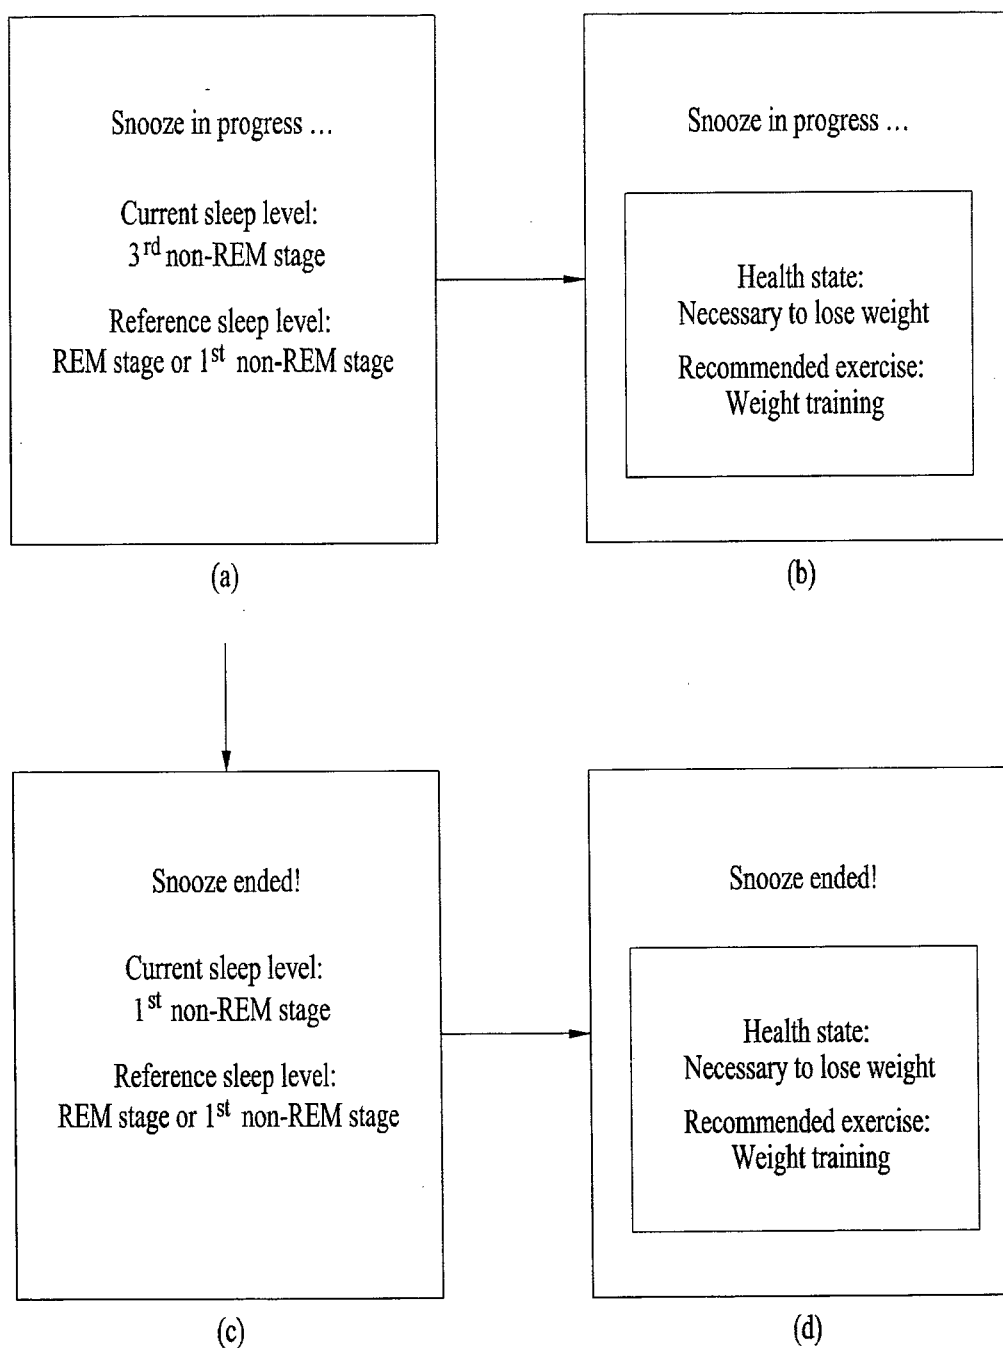 Snooze in progress ...
Current sleep level:
3rd non-REM stage
Reference sleep level:
REM stage or 1st non-REM stage
(a)
Snooze in progress ...
Health state:
Necessary to lose weight
Recommended exercise:
Weight training
(b)
Snooze ended!
Current sleep level:
1st non-REM stage
Reference sleep level:
REM stage or 1st non-REM stage
(c)
Snooze ended!
Health state:
Necessary to lose weight
Recommended exercise:
Weight training
(d)